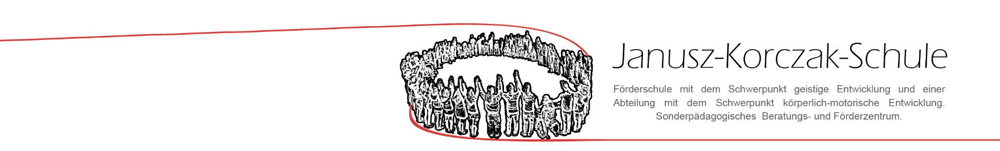 Janusz-Korczak-Schule
Förderschule mit dem Schwerpunkt geistige Entwicklung und einer
Abteilung mit dem Schwerpunkt körperlich-motorische Entwicklung.
Sonderpädagogisches Beratungs- und Förderzentrum.